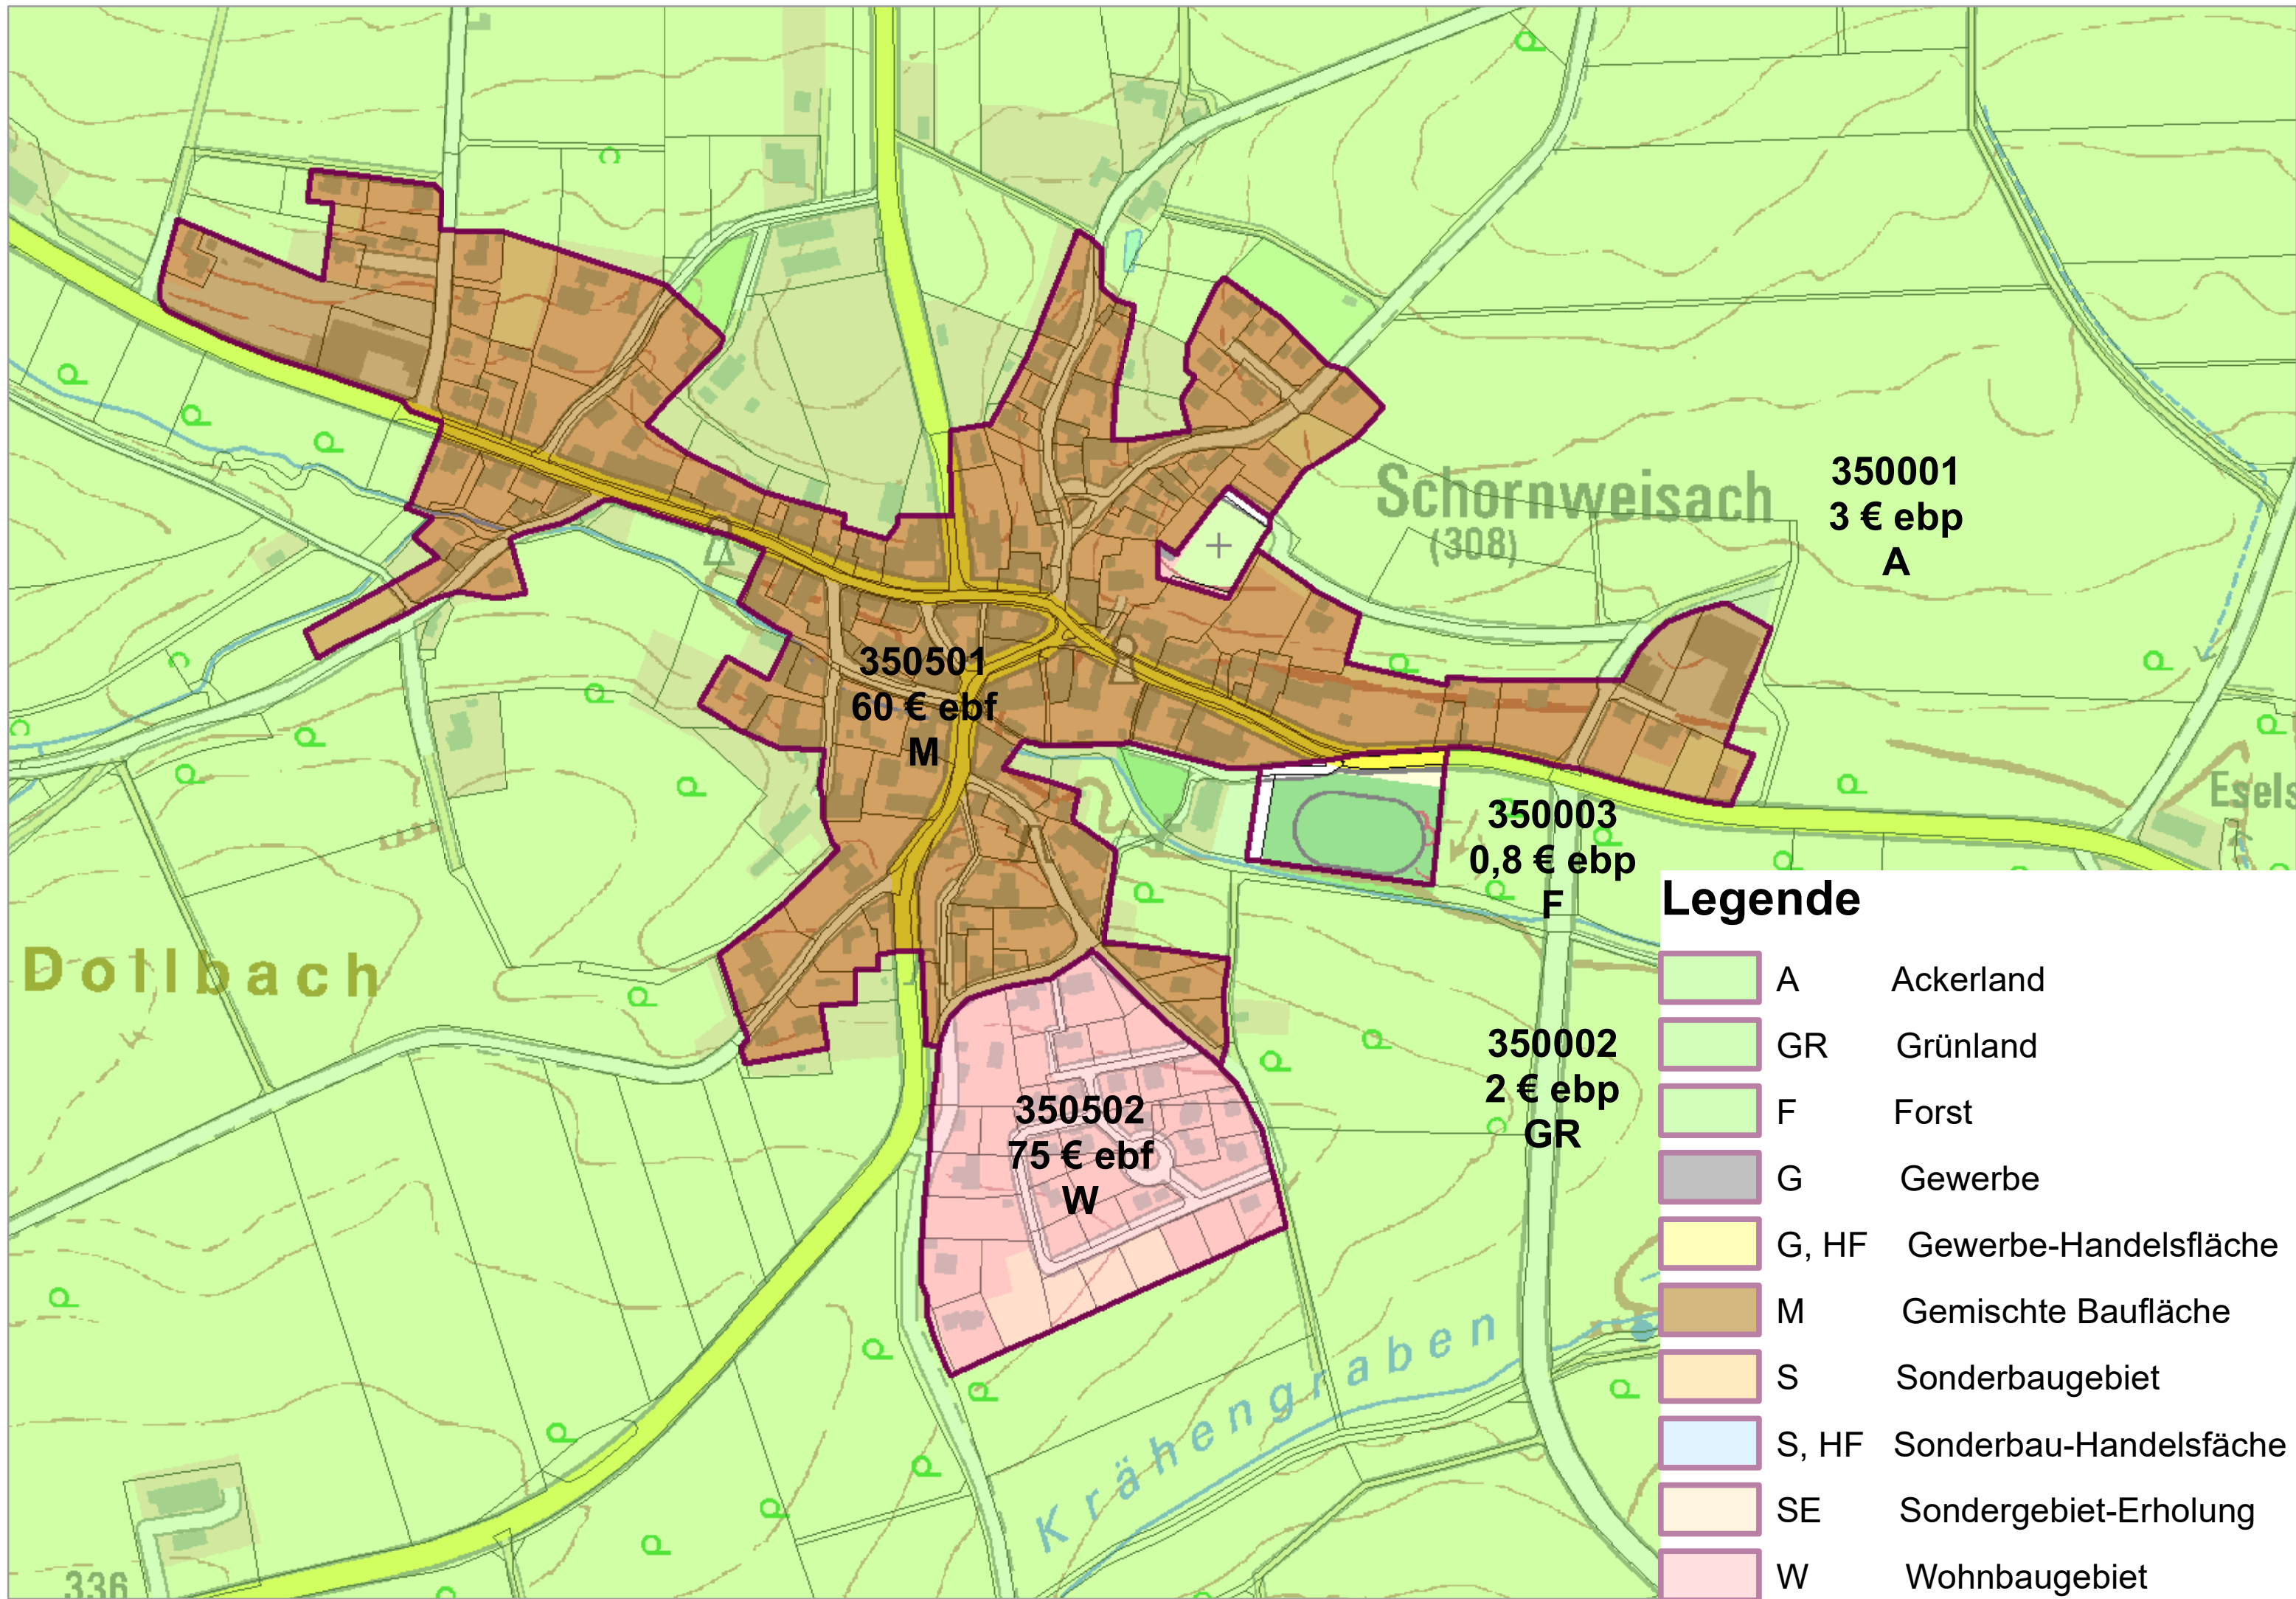 Schornweisach
(308)
350001
3 € ebp
A
350501
60 € ebf
M
350003
0,8 € ebp
F
Esels
Dollbach
350002
2 € ebp
GR
350502
75 € ebf
W
Krähengraben
336
Legende
A Ackerland
GR Grünland
F Forst
G Gewerbe
G, HF Gewerbe-Handelsfläche
M Gemischte Baufläche
S Sonderbaugebiet
S, HF Sonderbau-Handelsfäche
SE Sondergebiet-Erholung
W Wohnbaugebiet